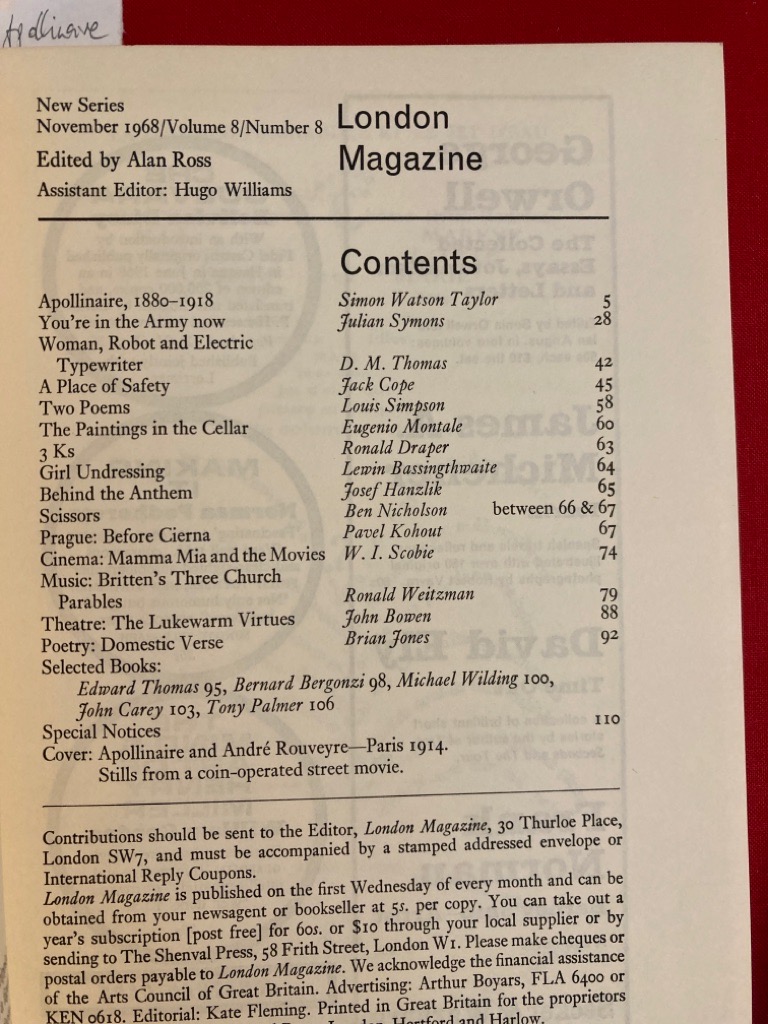 New Series
November 1968/Volume 8/Number 8
Edited by Alan Ross
Assistant Editor: Hugo Williams
London
Magazine
Contents
Apollinaire, 1880–1918 Simon Watson Taylor 5
You're in the Army now Julian Symons 28
Woman, Robot and Electric
Typewriter D. M. Thomas 42
A Place of Safety Jack Cope 45
Two Poems Louis Simpson 58
The Paintings in the Cellar Eugenio Montale 60
3 Ks Ronald Draper 63
Girl Undressing Lewin Bassingthwaite 64
Behind the Anthem Josef Hanzlik 65
Scissors Ben Nicholson between 66 & 67
Prague: Before Cierna Pavel Kohout 67
Cinema: Mamma Mia and the Movies W. I. Scobie 74
Music: Britten's Three Church
Parables Ronald Weitzman 79
Theatre: The Lukewarm Virtues John Bowen 88
Poetry: Domestic Verse Brian Jones 92
Selected Books:
Edward Thomas 95, Bernard Bergonzi 98, Michael Wilding 100,
John Carey 103, Tony Palmer 106
Special Notices 110
Cover: Apollinaire and André Rouveyre—Paris 1914.
Stills from a coin-operated street movie.
Contributions should be sent to the Editor, London Magazine, 30 Thurloe Place,
London SW7, and must be accompanied by a stamped addressed envelope or
International Reply Coupons.
London Magazine is published on the first Wednesday of every month and can be
obtained from your newsagent or bookseller at 5s. per copy. You can take out a
year's subscription [post free] for 60s. or $10 through your local supplier or by
sending to The Shenval Press, 58 Frith Street, London W1. Please make cheques or
postal orders payable to London Magazine. We acknowledge the financial assistance
of the Arts Council of Great Britain. Advertising: Arthur Boyars, FLA 6400 or
KEN 0618. Editorial: Kate Fleming. Printed in Great Britain for the proprietors
London, Hertford and Harlow.